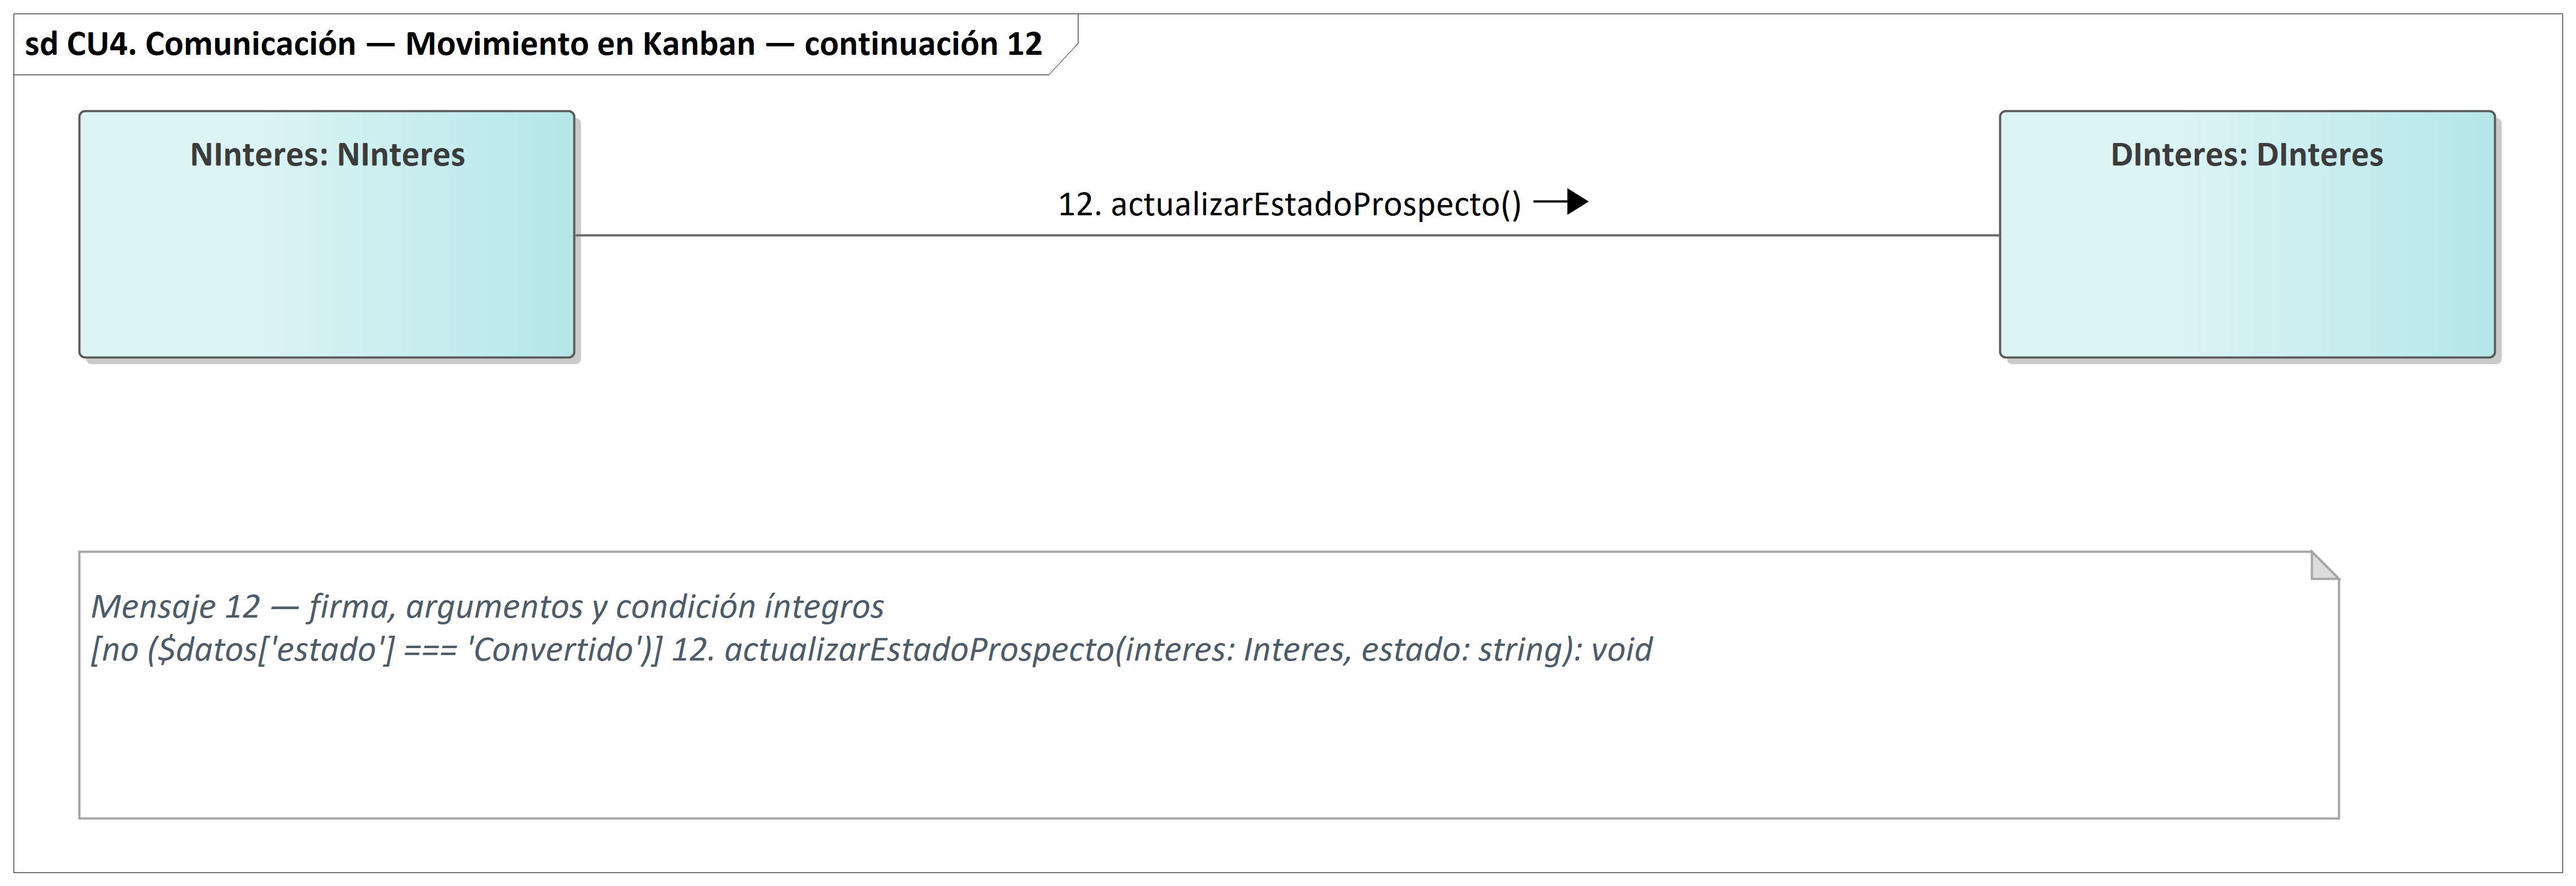 sd CU4. Comunicación — Movimiento en Kanban — continuación 12
NInteres: NInteres
DInteres: DInteres
12. actualizarEstadoProspecto()
Mensaje 12 — firma, argumentos y condición íntegros
[no ($datos['estado'] === 'Convertido')] 12. actualizarEstadoProspecto(interes: Interes, estado: string): void